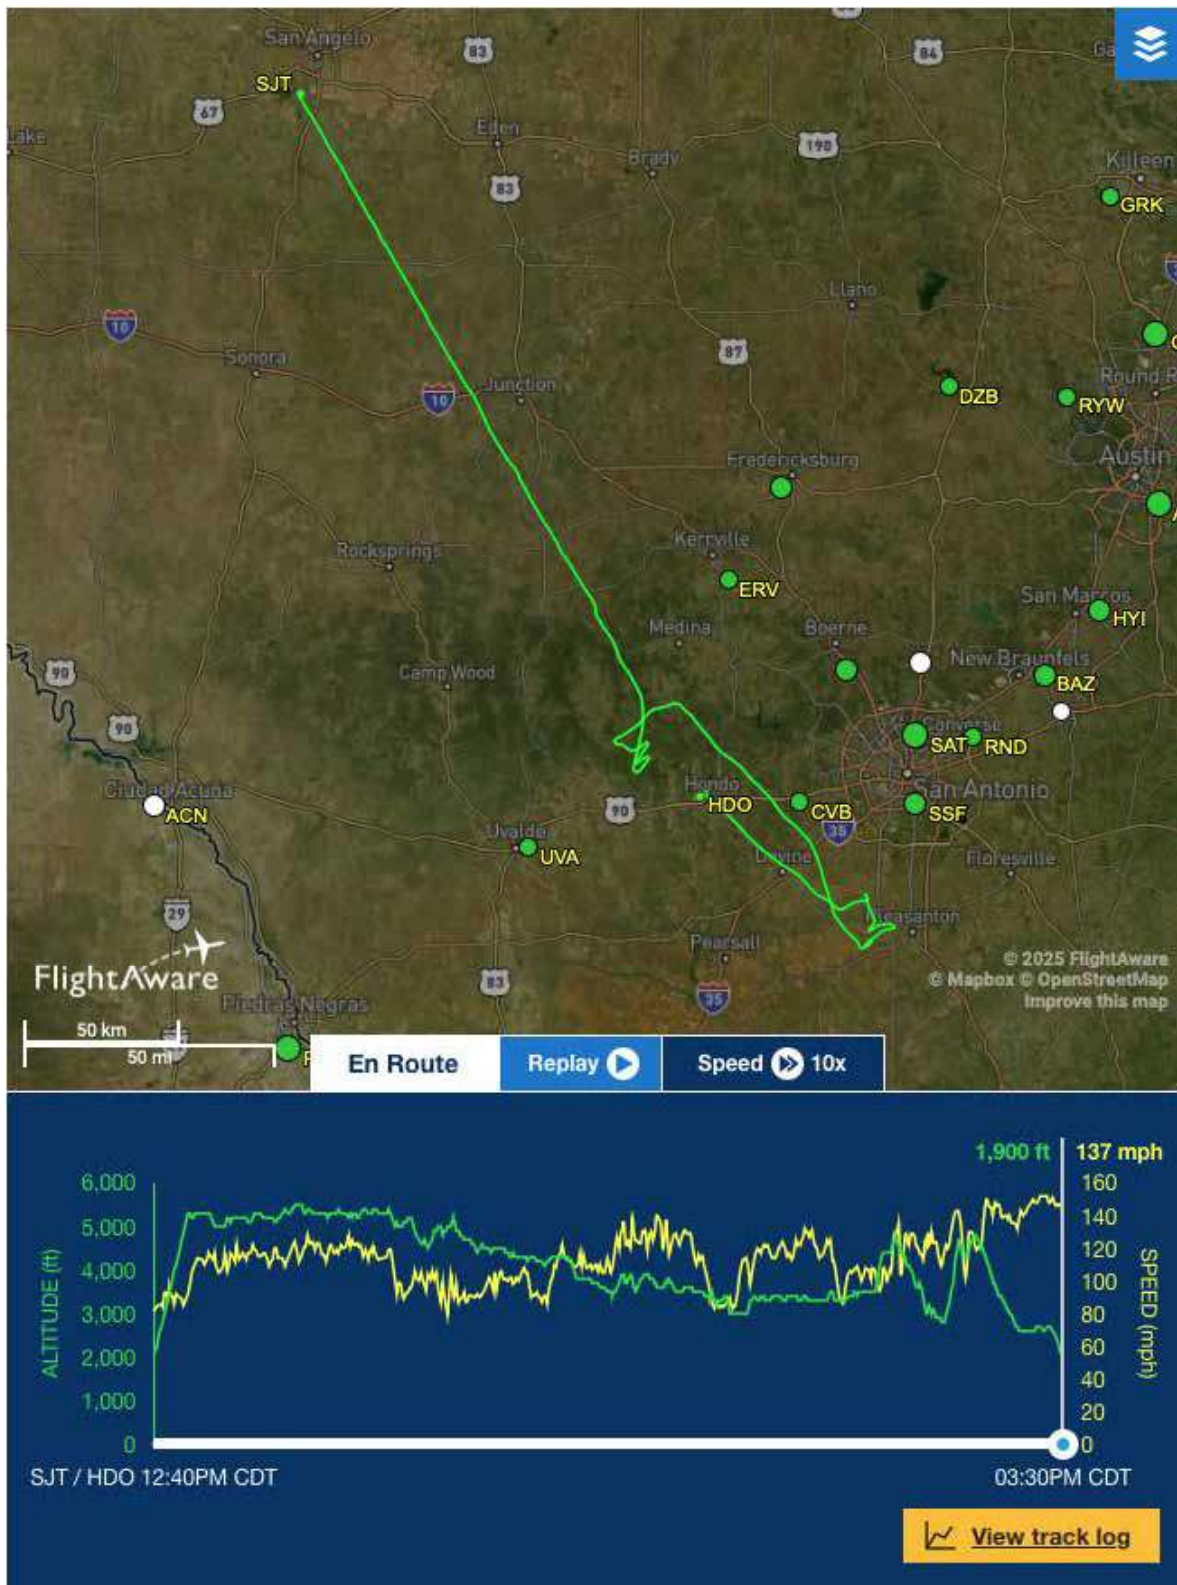 San Angelo
83
84
SJT
67
Eden
Lake
190
Brady
Killeen
83
GRK
Llano
10
Sonora
87
Junction
10
DZB
RYW
Round R
Austin
Fredericksburg
Rocksprings
Kerrville
ERV
San Marcos
HYI
Medina
Boerne
New Braunfels
BAZ
90
Camp Wood
90
Converse
SAT
RND
Ciudad Acuña
ACN
Hondo
HDO
90
CVB
San Antonio
SSF
35
Uvalde
UVA
Devine
Floresville
29
Pleasanton
Pearsall
FlightAware
83
35
© 2025 FlightAware
© Mapbox © OpenStreetMap
Improve this map
Piedras Negras
50 km
50 mi
En Route
Replay
Speed
10x
1,900 ft
137 mph
6,000
5,000
4,000
3,000
2,000
1,000
0
ALTITUDE (ft)
160
140
120
100
80
60
40
20
0
SPEED (mph)
SJT / HDO 12:40PM CDT
03:30PM CDT
View track log